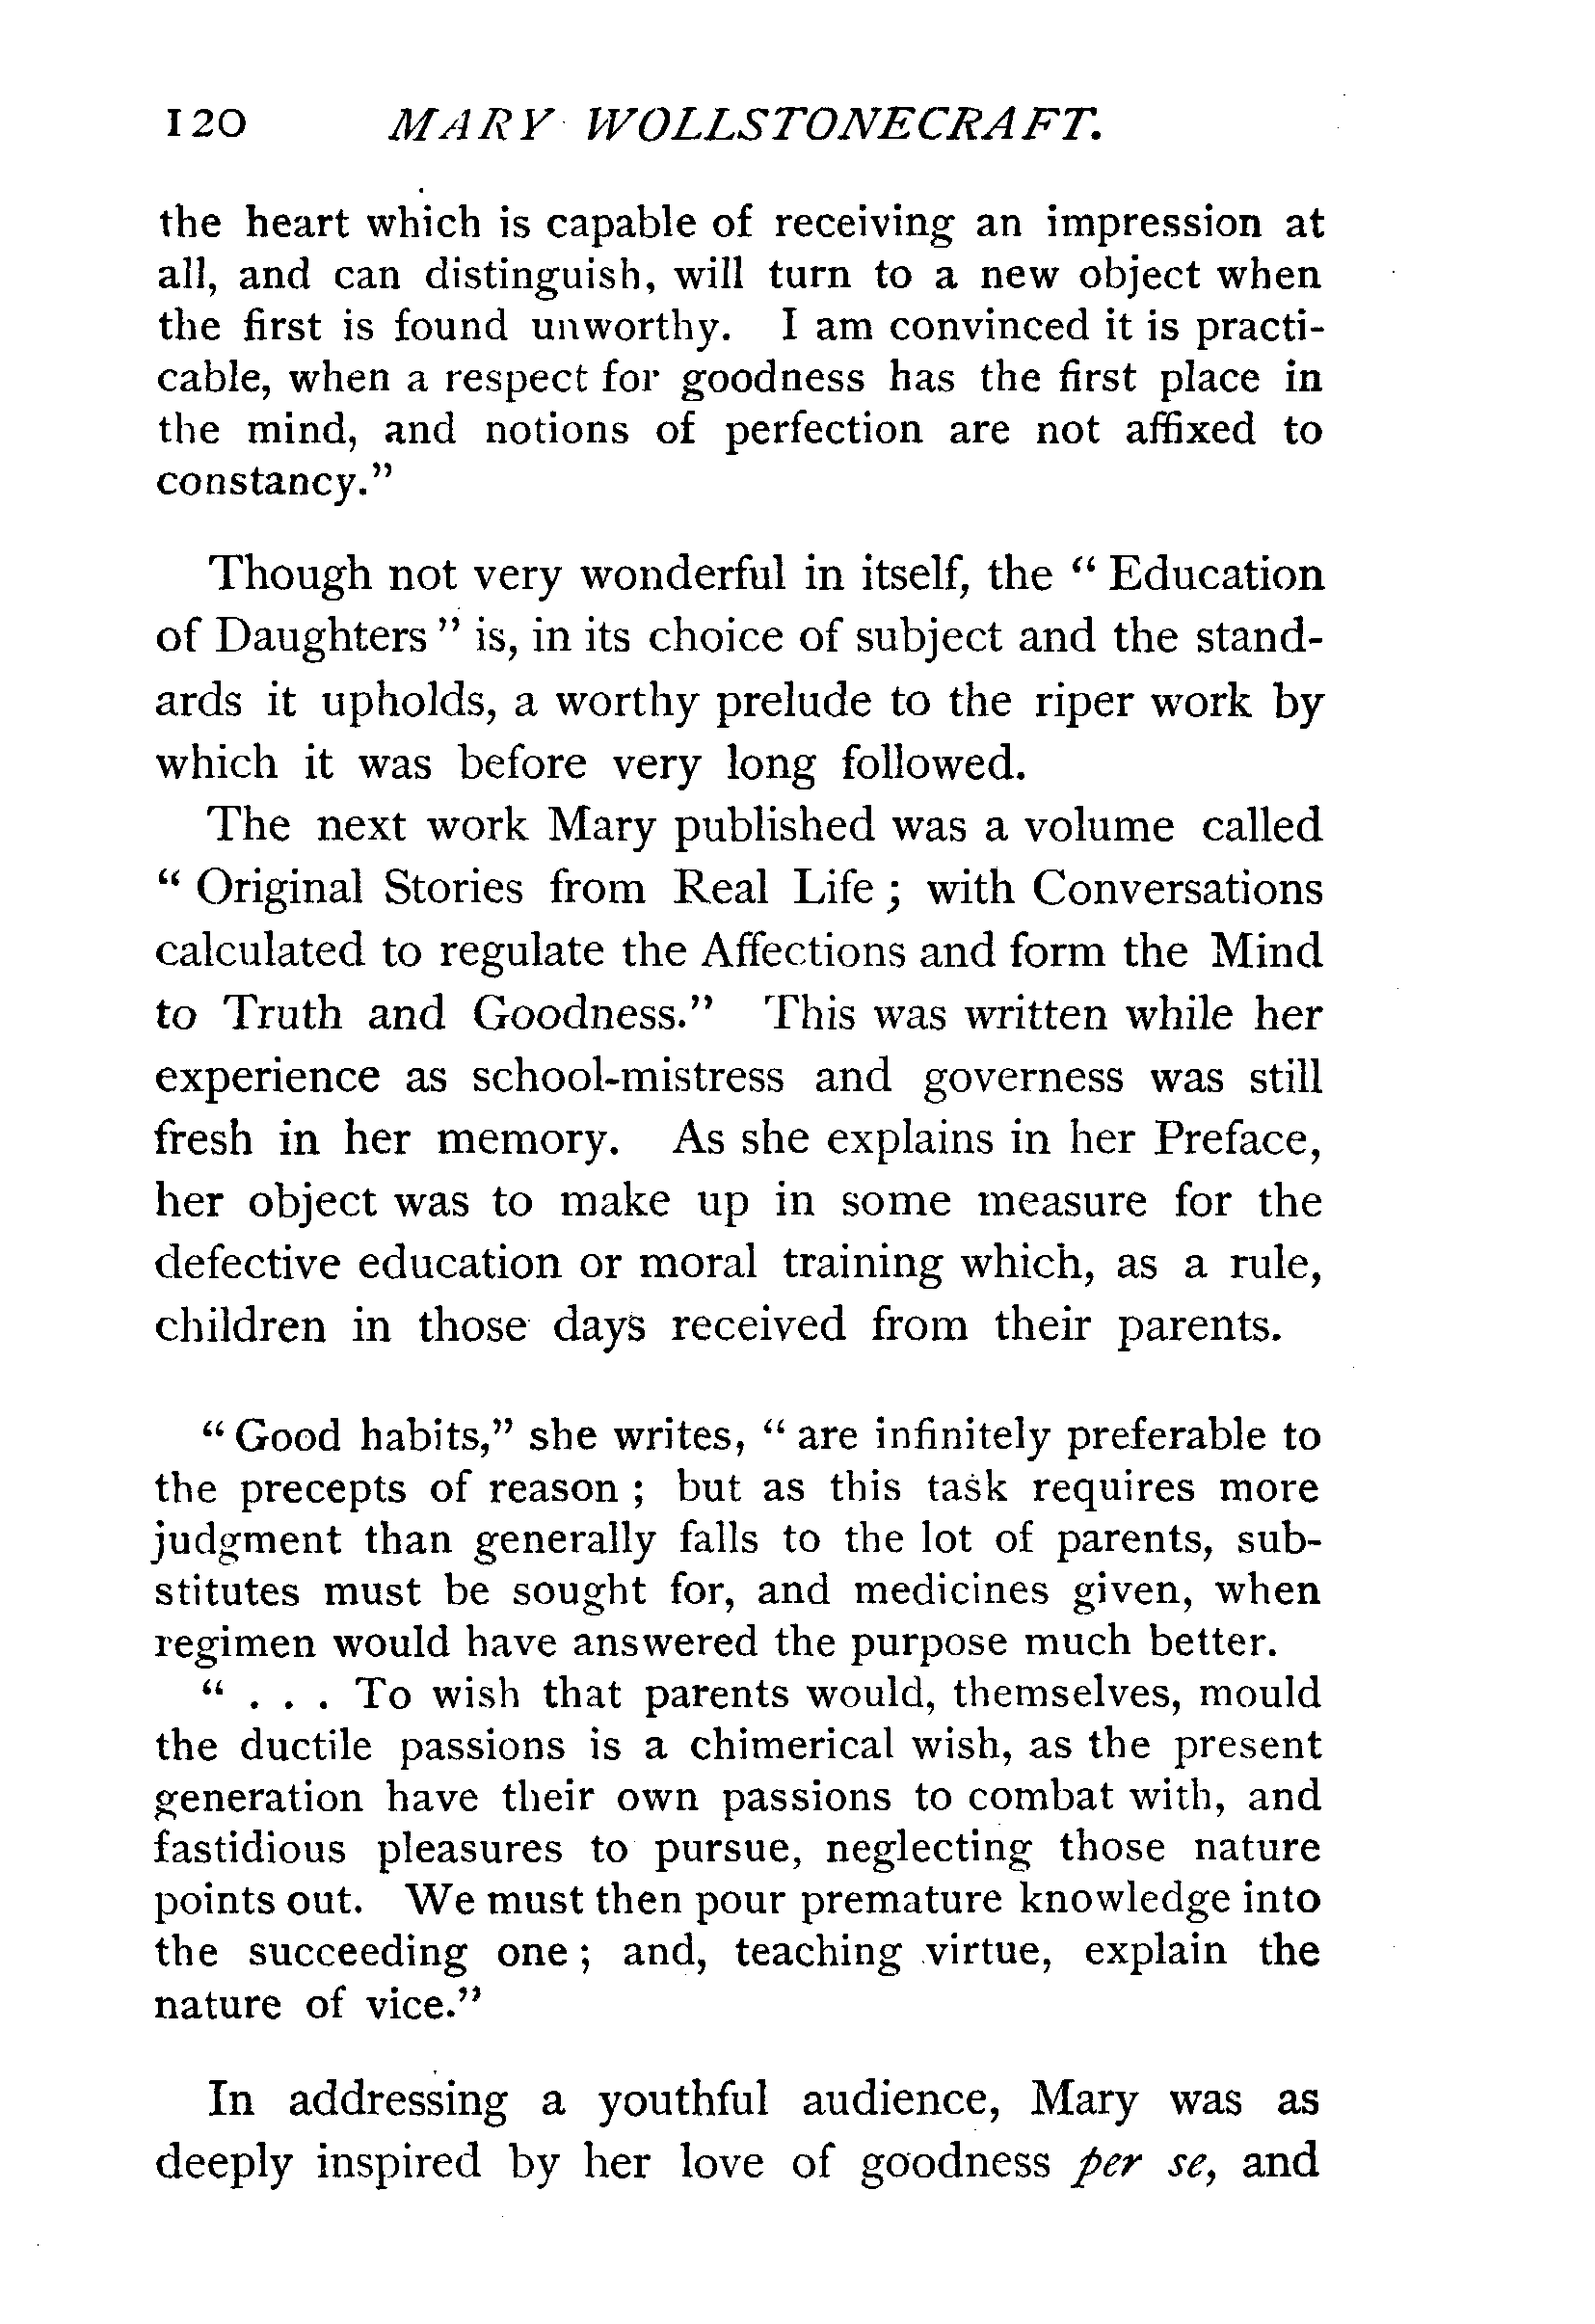 120 MARY WOLLSTONECRAFT.
the heart which is capable of receiving an impression at
all, and can distinguish, will turn to a new object when
the first is found unworthy. I am convinced it is practi-
cable, when a respect for goodness has the first place in
the mind, and notions of perfection are not affixed to
constancy."
Though not very wonderful in itself, the " Education
of Daughters " is, in its choice of subject and the stand-
ards it upholds, a worthy prelude to the riper work by
which it was before very long followed.
The next work Mary published was a volume called
" Original Stories from Real Life ; with Conversations
calculated to regulate the Affections and form the Mind
to Truth and Goodness." This was written while her
experience as school-mistress and governess was still
fresh in her memory. As she explains in her Preface,
her object was to make up in some measure for the
defective education or moral training which, as a rule,
children in those days received from their parents.
" Good habits," she writes, " are infinitely preferable to
the precepts of reason ; but as this task requires more
judgment than generally falls to the lot of parents, sub-
stitutes must be sought for, and medicines given, when
regimen would have answered the purpose much better.
" . . . To wish that parents would, themselves, mould
the ductile passions is a chimerical wish, as the present
generation have their own passions to combat with, and
fastidious pleasures to pursue, neglecting those nature
points out. We must then pour premature knowledge into
the succeeding one ; and, teaching virtue, explain the
nature of vice."
In addressing a youthful audience, Mary was as
deeply inspired by her love of goodness per se, and